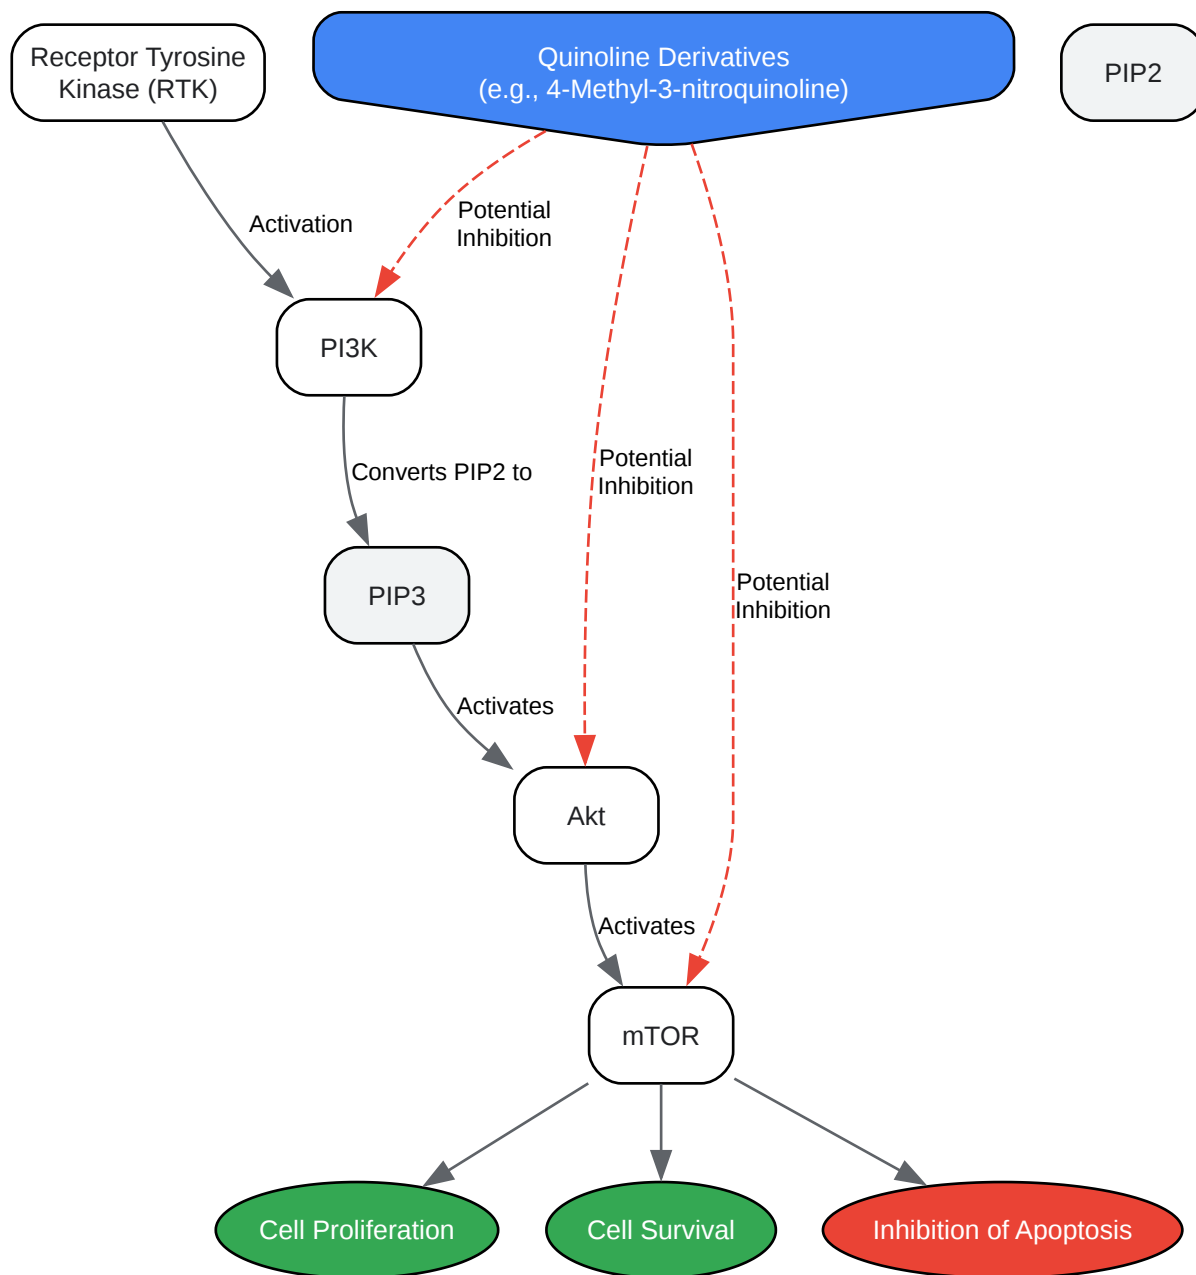 Receptor Tyrosine
Kinase (RTK)
Quinoline Derivatives
(e.g., 4-Methyl-3-nitroquinoline)
PIP2
Activation
Potential
Inhibition
PI3K
Converts PIP2 to
Potential
Inhibition
PIP3
Potential
Inhibition
Activates
Akt
Activates
mTOR
Cell Proliferation
Cell Survival
Inhibition of Apoptosis